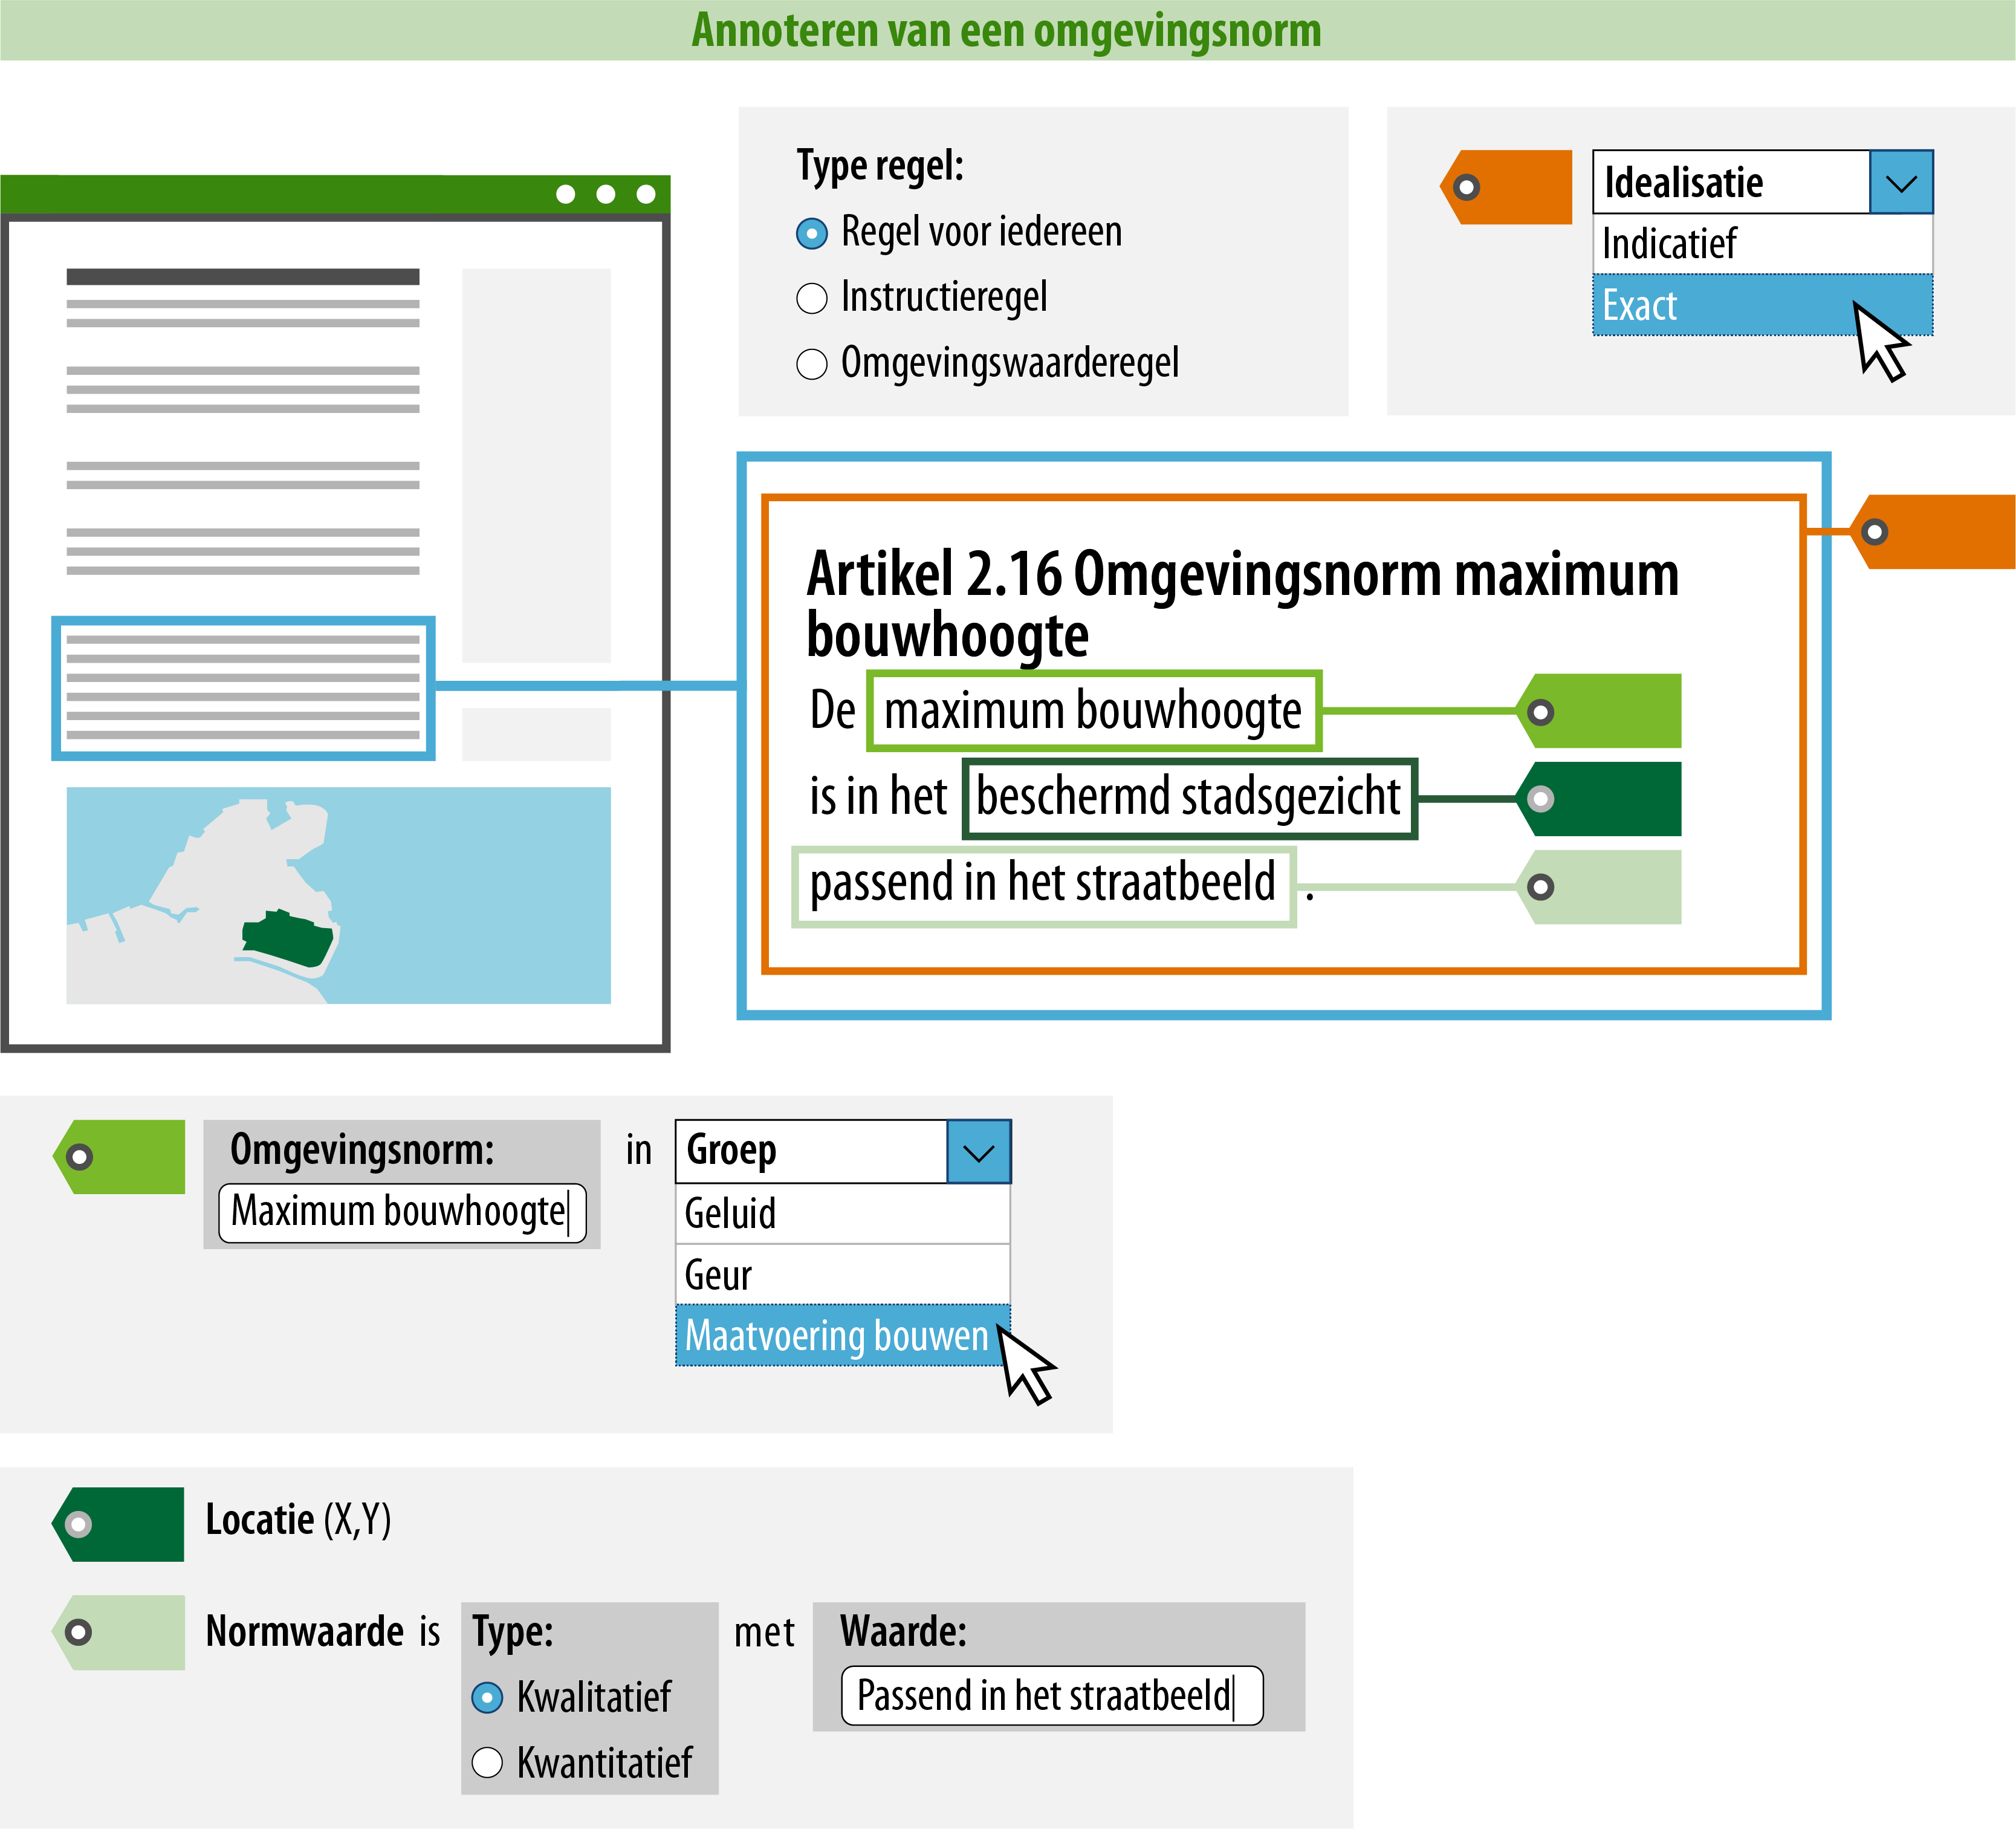 Annoteren van een omgevingsnorm
Type regel:
Regel voor iedereen
Instructieregel
Omgevingswaarderegel
Idealisatie
Indicatief
Exact
Artikel 2.16 Omgevingsnorm maximum
bouwhoogte
De maximum bouwhoogte
is in het beschermd stadsgezicht
passend in het straatbeeld .
Omgevingsnorm:
Maximum bouwhoogte
in
Groep
Geluid
Geur
Maatvoering bouwen
Locatie (X,Y)
Normwaarde is
Type:
Kwalitatief
Kwantitatief
met
Waarde:
Passend in het straatbeeld